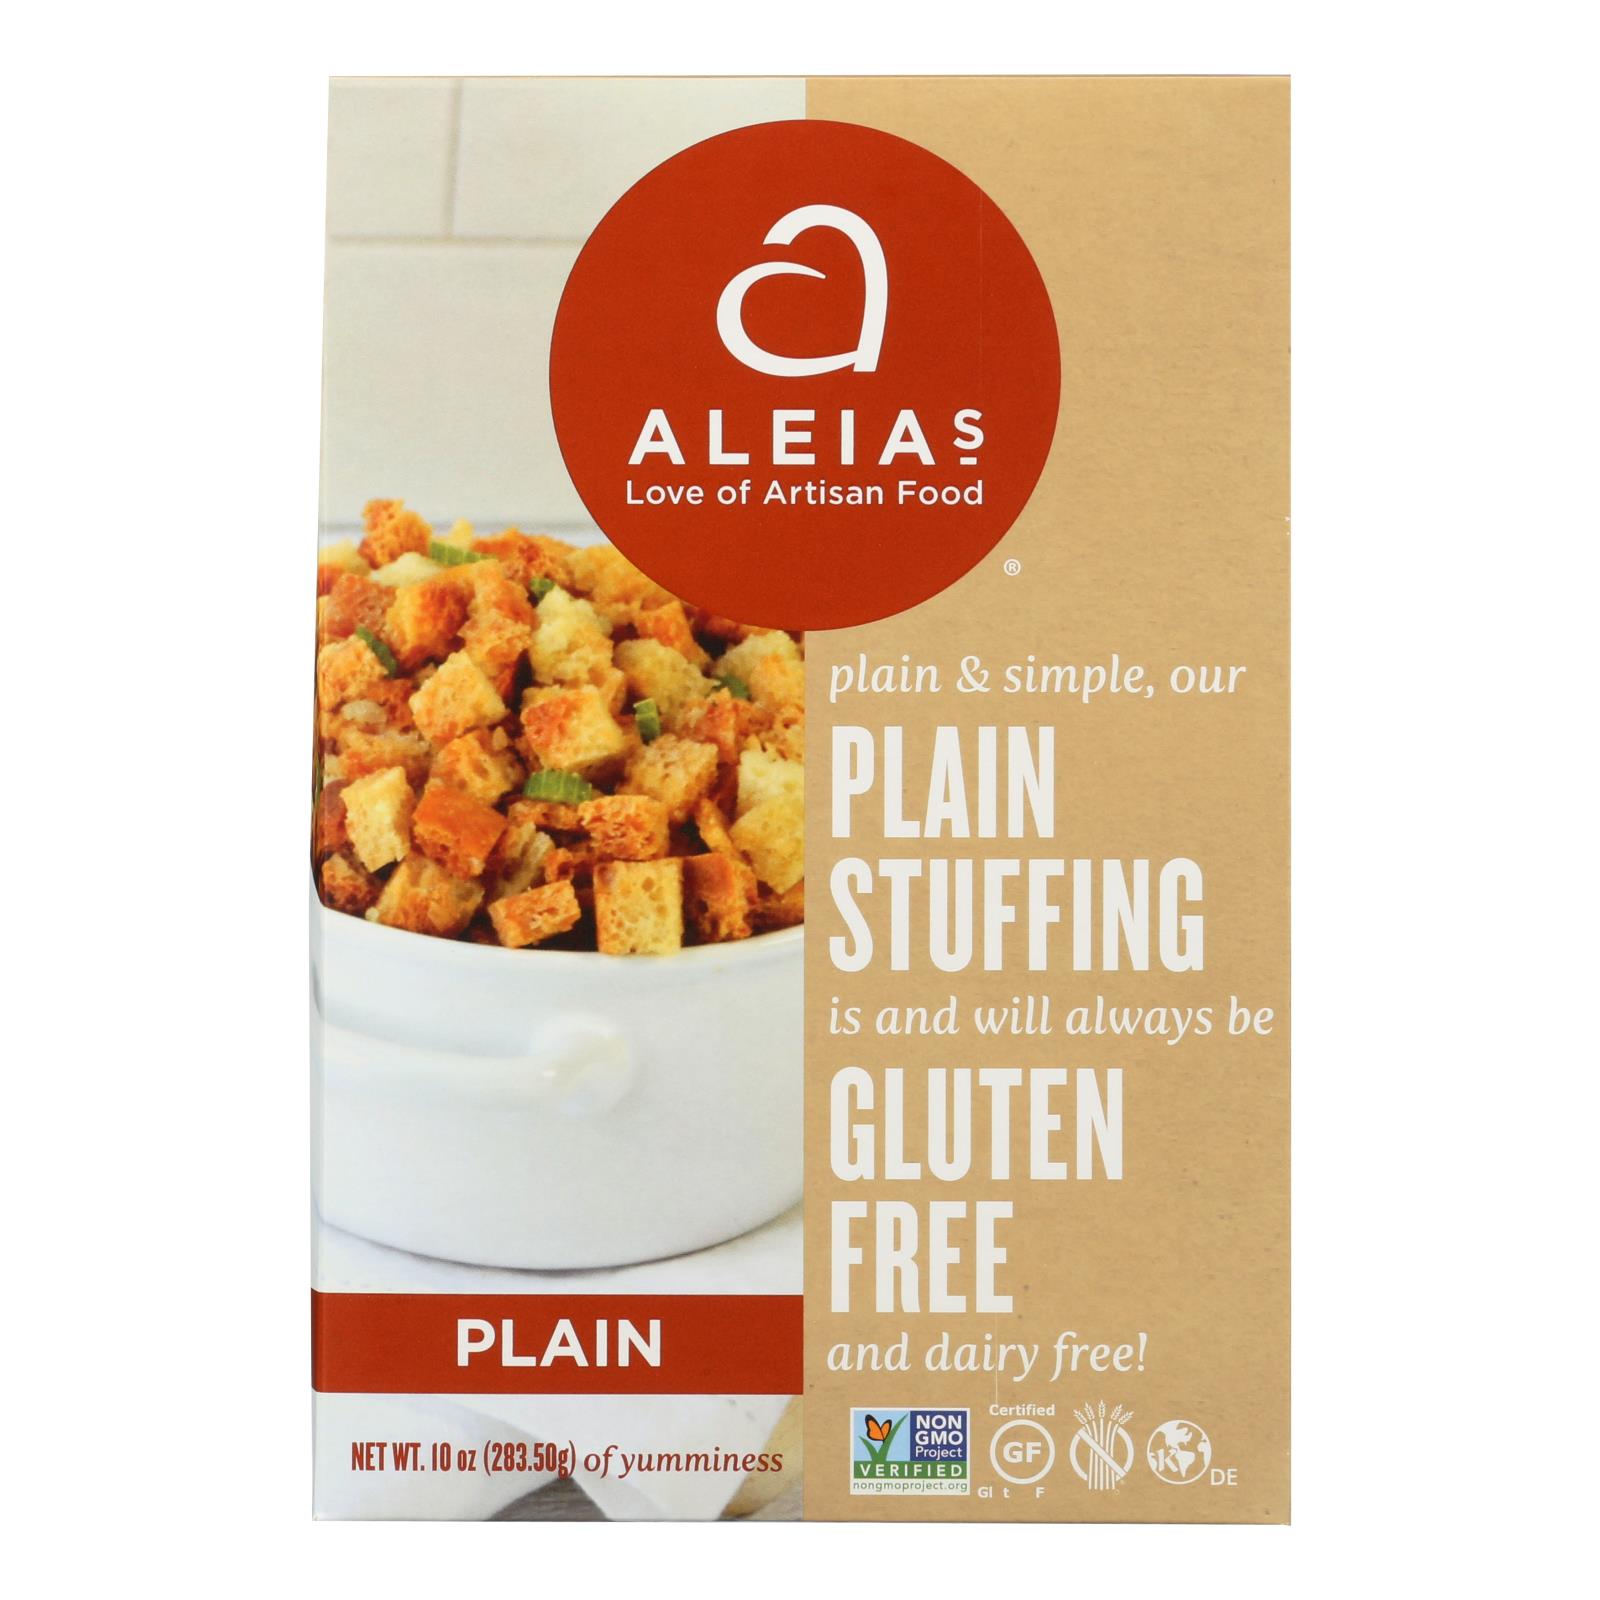 a
ALEIAS
Love of Artisan Food
®
plain & simple, our
PLAIN
STUFFING
is and will always be
GLUTEN
FREE
and dairy free!
PLAIN
NET WT. 10 oz (283.50g) of yumminess
NON
GMO
Project
VERIFIED
nongmoproject.org
Certified
GF
Gl t F
K
DE